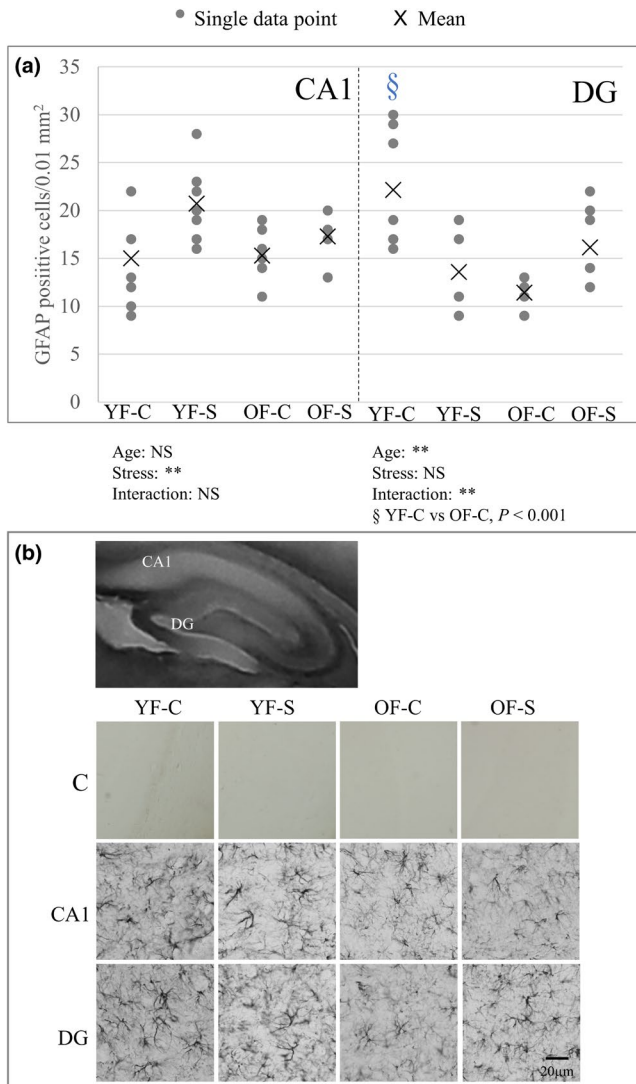 Single data point
Mean
(a)
35
30
25
20
15
10
5
0
GFAP posiitive cells/0.01 mm²
CA1
§
DG
YF-C YF-S OF-C OF-S YF-C YF-S OF-C OF-S
Age: NS
Stress: **
Interaction: NS
Age: **
Stress: NS
Interaction: **
§ YF-C vs OF-C, P < 0.001
(b)
CA1
DG
YF-C YF-S OF-C OF-S
C
CA1
DG
20μm